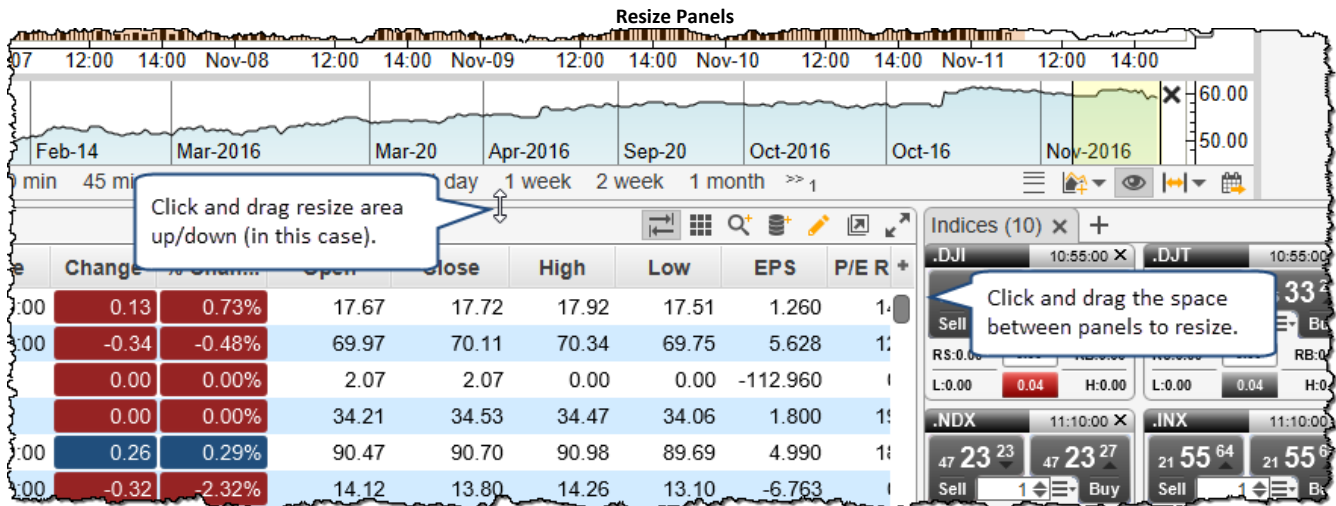 Resize Panels
07 12:00 14:00 Nov-08 12:00 14:00 Nov-09 12:00 14:00 Nov-10 12:00 14:00 Nov-11 12:00 14:00
60.00
50.00
Feb-14 Mar-2016 Mar-20 Apr-2016 Sep-20 Oct-2016 Oct-16 Nov-2016
min 45 mi day 1 week 2 week 1 month >> 1
Click and drag resize area
up/down (in this case).
Indices (10) × +
Change % Chan... Open Close High Low EPS P/E R +
.DJI 10:55:00 × .DJT 10:55:00
Click and drag the space
between panels to resize.
33
Sell Bu
:00 0.13 0.73% 17.67 17.72 17.92 17.51 1.260
:00 -0.34 -0.48% 69.97 70.11 70.34 69.75 5.628
RS:0.00 RB:0
0.00 0.00% 2.07 2.07 0.00 0.00 -112.960
L:0.00 0.04 H:0.00 L:0.00 0.04 H:0
0.00 0.00% 34.21 34.53 34.47 34.06 1.800
.NDX 11:10:00 × .INX 11:10:00
:00 0.26 0.29% 90.47 90.70 90.98 89.69 4.990
47 23 23 47 23 27 21 55 64 21 55
:00 -0.32 -2.32% 14.12 13.80 14.26 13.10 -6.763
Sell 1 Buy Sell 1 B